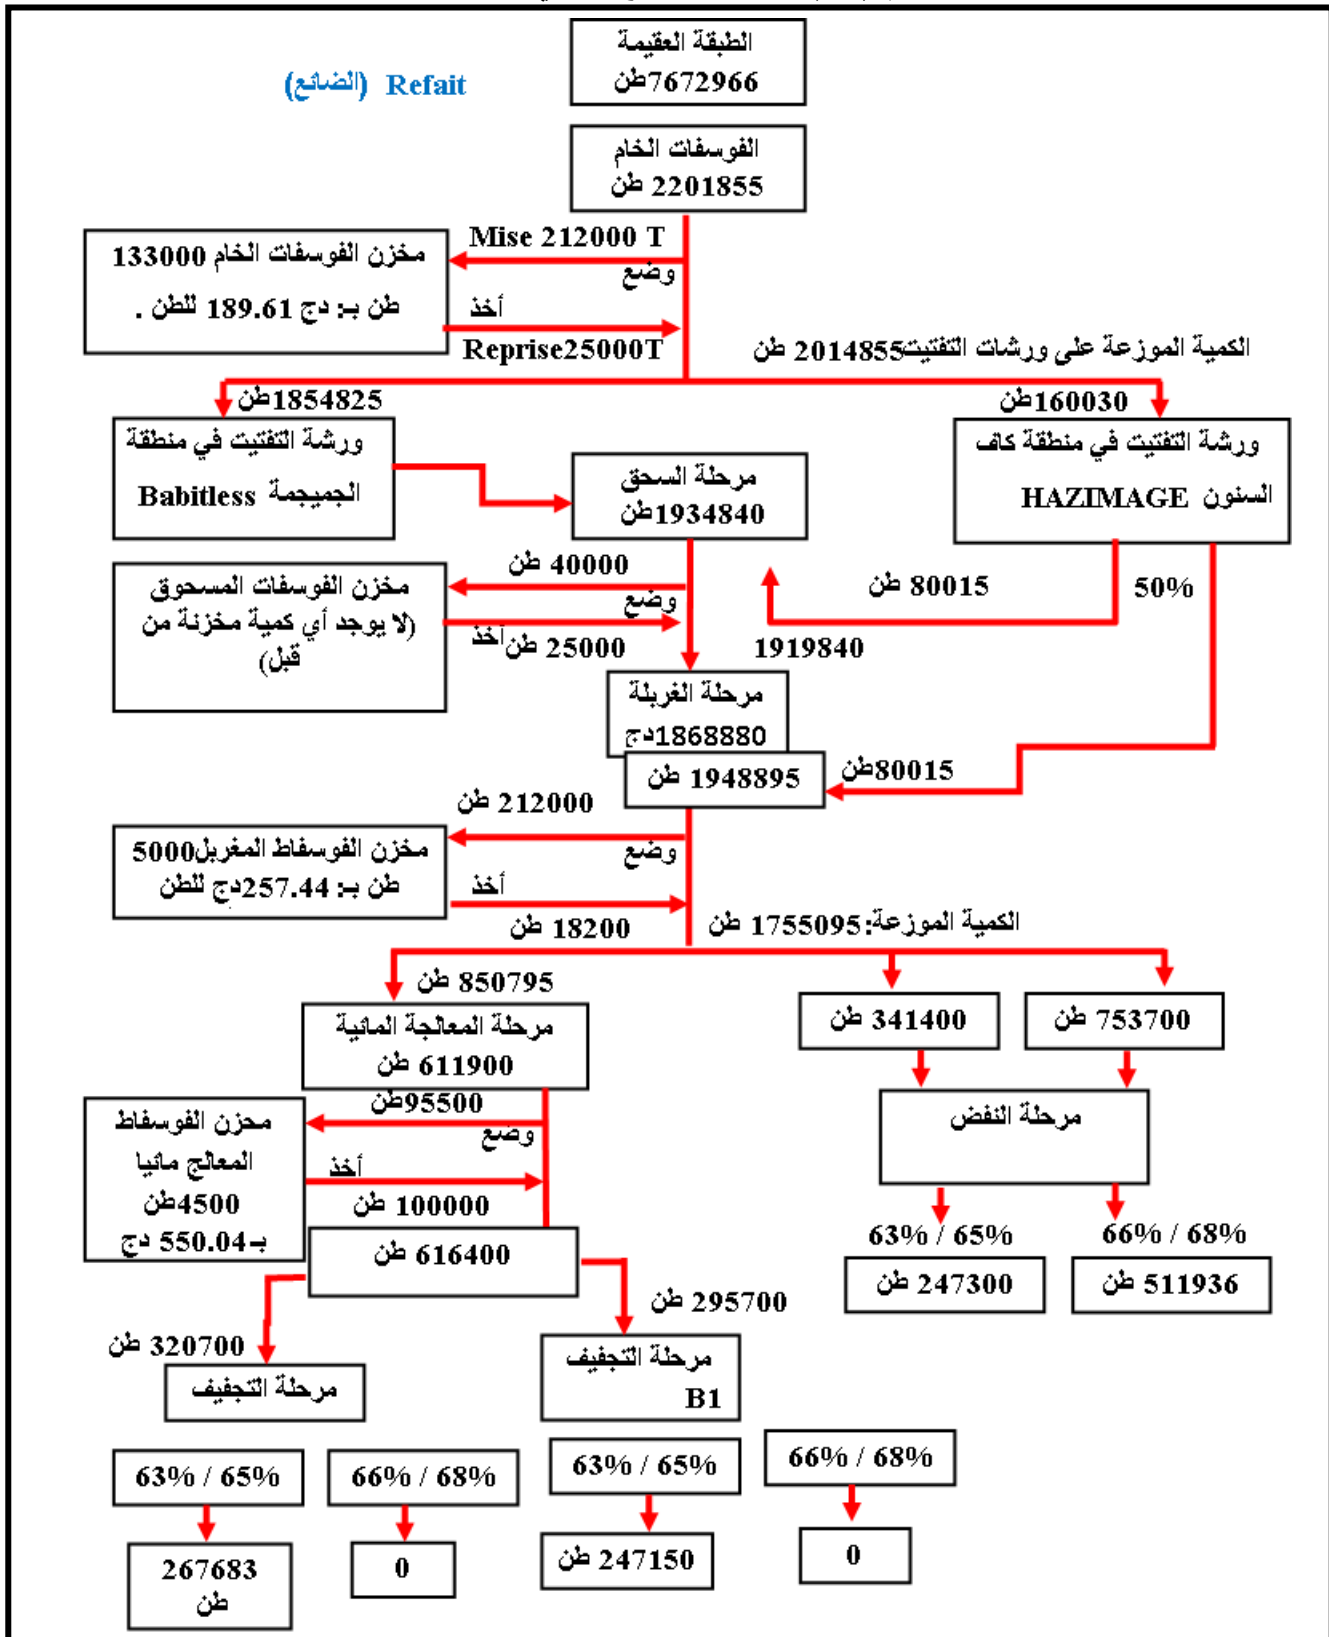 الطبقة العقيمة
7672966طن
Refait (الضائع)
الفوسفات الخام
2201855 طن
Mise 212000 T
وضع
مخزن الفوسفات الخام 133000
طن بـ: دج 189.61 للطن .
أخذ
Reprise25000T
الكمية الموزعة على ورشات التفتيت2014855 طن
1854825طن
160030طن
ورشة التفتيت في منطقة
الجميجمة Babitless
مرحلة السحق
1934840طن
ورشة التفتيت في منطقة كاف
السنون HAZIMAGE
40000 طن
وضع
مخزن الفوسفات المسحوق
(لا يوجد أي كمية مخزنة من
قبل)
أخذ
25000 طن
80015 طن
50%
1919840
مرحلة الغربلة
1868880دج
1948895 طن
80015طن
212000 طن
وضع
مخزن الفوسفاط المغربل5000
طن بـ: 257.44دج للطن
أخذ
18200 طن
الكمية الموزعة:1755095 طن
850795 طن
مرحلة المعالجة المائية
611900 طن
341400 طن
753700 طن
95500طن
وضع
محزن الفوسفاط
المعالج مائيا
4500طن
بـ550.04 دج
أخذ
100000 طن
مرحلة النفض
616400 طن
63% / 65%
66% / 68%
247300 طن
511936 طن
295700 طن
320700 طن
مرحلة التجفيف
مرحلة التجفيف
B1
63% / 65%
66% / 68%
63% / 65%
66% / 68%
267683
طن
0
247150 طن
0